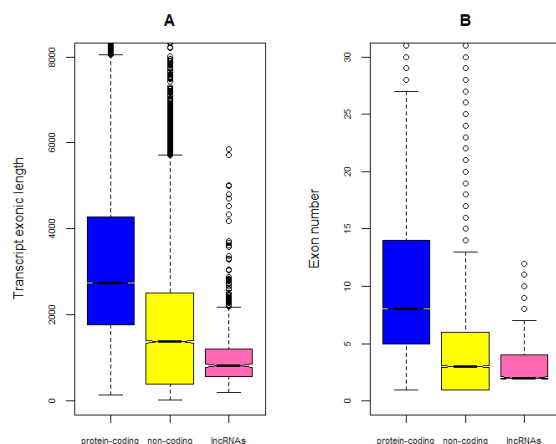 A
Transcript exonic length
8000
6000
4000
2000
0
protein-coding non-coding lncRNAs
B
Exon number
30
25
20
15
10
5
0
protein-coding non-coding lncRNAs